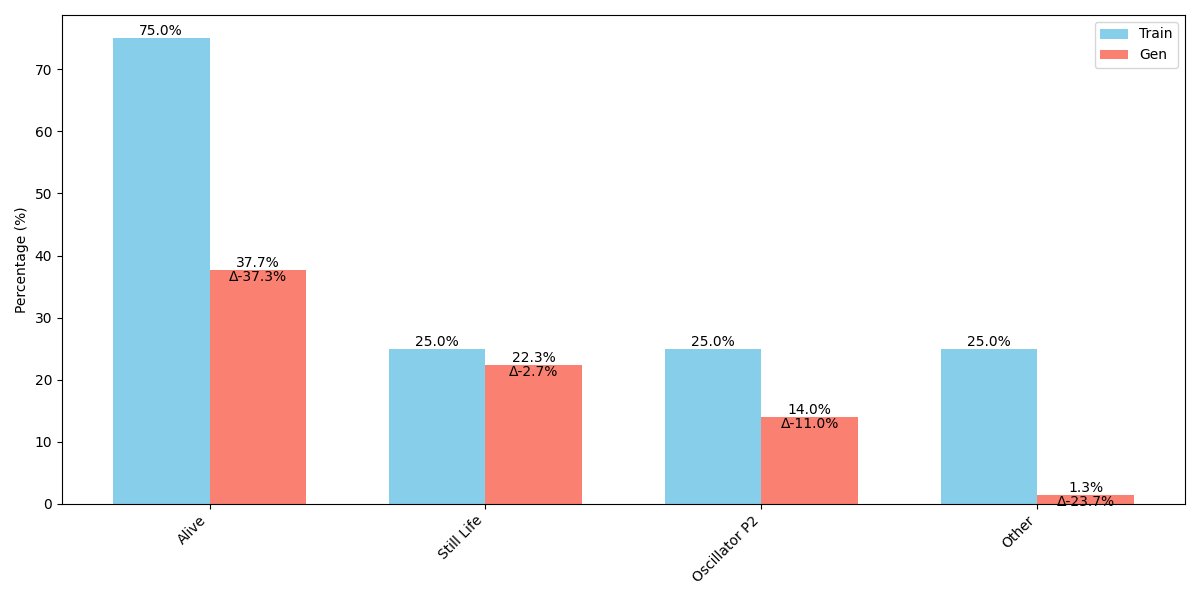 75.0%
37.7%
Δ-37.3%
25.0%
22.3%
Δ-2.7%
25.0%
14.0%
Δ-11.0%
25.0%
1.3%
Δ-23.7%
Train
Gen
Percentage (%)
70
60
50
40
30
20
10
0
Alive
Still Life
Oscillator P2
Other